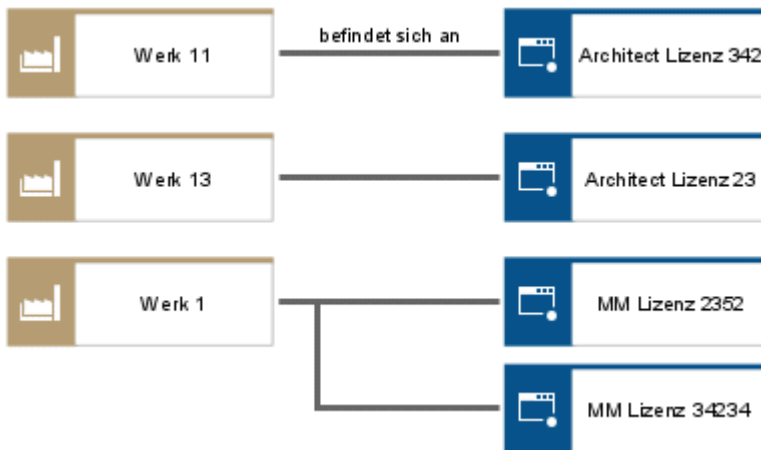 befindet sich an
Werk 11
Architect Lizenz 342
Werk 13
Architect Lizenz 23
Werk 1
MM Lizenz 2352
MM Lizenz 34234